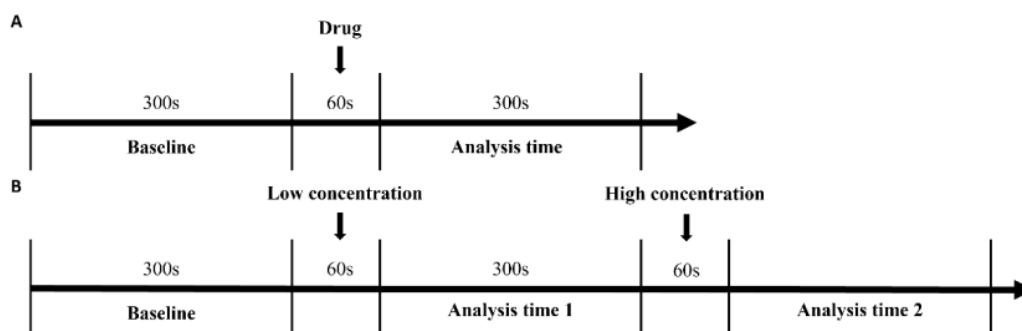 A
Drug
300s 60s 300s
Baseline Analysis time
B
Low concentration High concentration
300s 60s 300s 60s
Baseline Analysis time 1 Analysis time 2